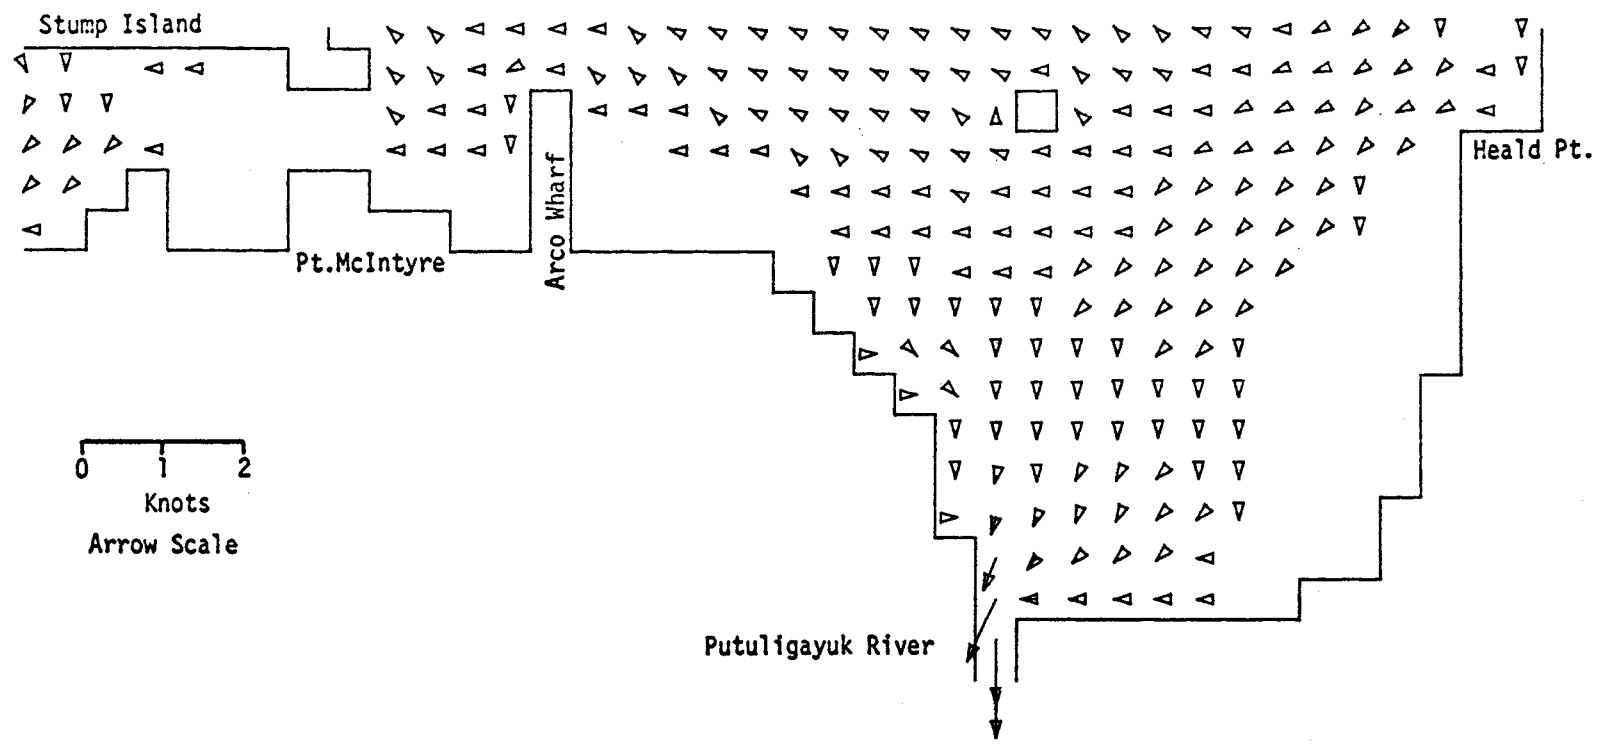 Stump Island
Heald Pt.
Arco Wharf
Pt.McIntyre
0 1 2
Knots
Arrow Scale
Putuligayuk River